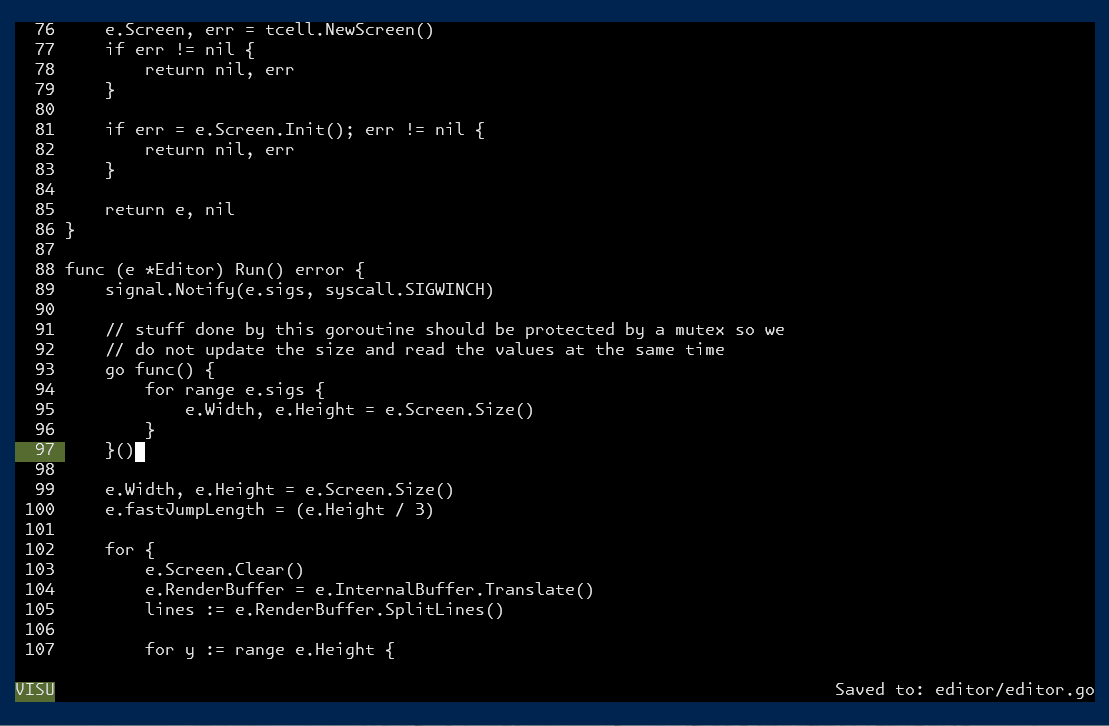 76     e.Screen, err = tcell.NewScreen()
77     if err != nil {
78         return nil, err
79     }
80
81     if err = e.Screen.Init(); err != nil {
82         return nil, err
83     }
84
85     return e, nil
86 }
87
88 func (e *Editor) Run() error {
89     signal.Notify(e.sigs, syscall.SIGWINCH)
90
91     // stuff done by this goroutine should be protected by a mutex so we
92     // do not update the size and read the values at the same time
93     go func() {
94         for range e.sigs {
95             e.Width, e.Height = e.Screen.Size()
96         }
97     }()
98
99     e.Width, e.Height = e.Screen.Size()
100     e.fastJumpLength = (e.Height / 3)
101
102     for {
103         e.Screen.Clear()
104         e.RenderBuffer = e.InternalBuffer.Translate()
105         lines := e.RenderBuffer.SplitLines()
106
107         for y := range e.Height {
VISU Saved to: editor/editor.go